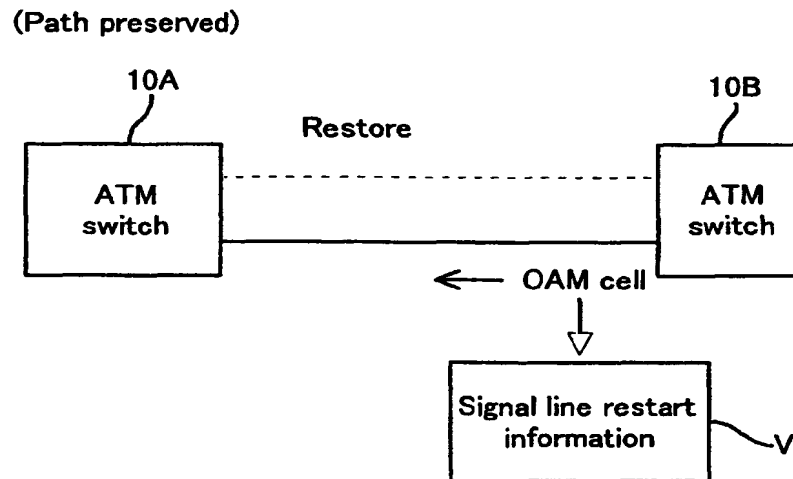 (Path preserved)
10A
10B
Restore
ATM
switch
ATM
switch
OAM cell
Signal line restart
information
V